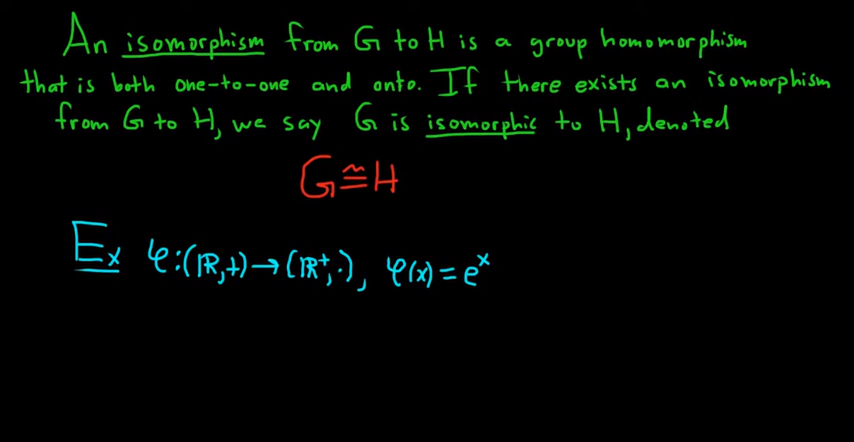 An isomorphism from G to H is a group homomorphism
that is both one-to-one and onto. If there exists an isomorphism
from G to H, we say G is isomorphic to H, denoted
G ≅ H
Ex φ:(ℝ,+)→(ℝ⁺,·), φ(x)=eˣ